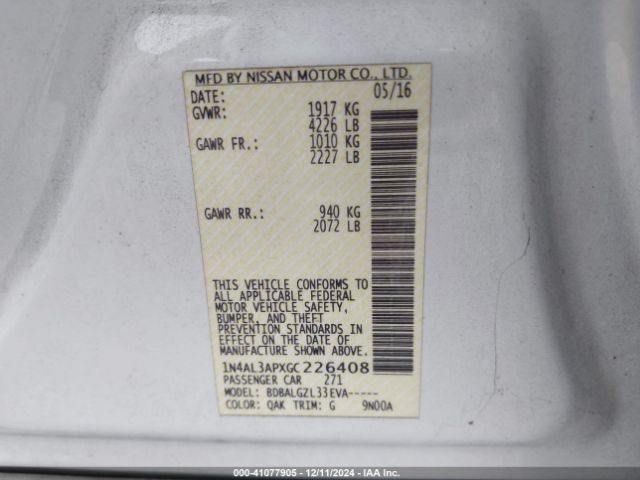 MFD BY NISSAN MOTOR CO., LTD.
DATE: 05/16
GVWR: 1917 KG
4226 LB
GAWR FR.: 1010 KG
2227 LB
GAWR RR.: 940 KG
2072 LB
THIS VEHICLE CONFORMS TO
ALL APPLICABLE FEDERAL
MOTOR VEHICLE SAFETY,
BUMPER, AND THEFT
PREVENTION STANDARDS IN
EFFECT ON THE DATE OF
MANUFACTURE SHOWN ABOVE.
1N4AL3APXGC226408
PASSENGER CAR 271
MODEL: BDBALGZL33EVA-----
COLOR: QAK TRIM: G 9N00A
000-41077905 - 12/11/2024 - IAA Inc.